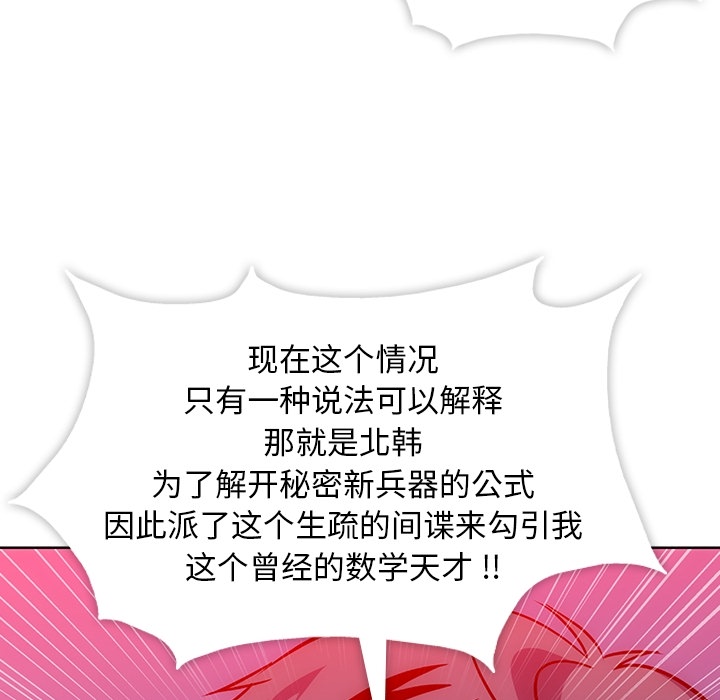 现在这个情况
只有一种说法可以解释
那就是北韩
为了解开秘密新兵器的公式
因此派了这个生疏的间谍来勾引我
这个曾经的数学天才!!